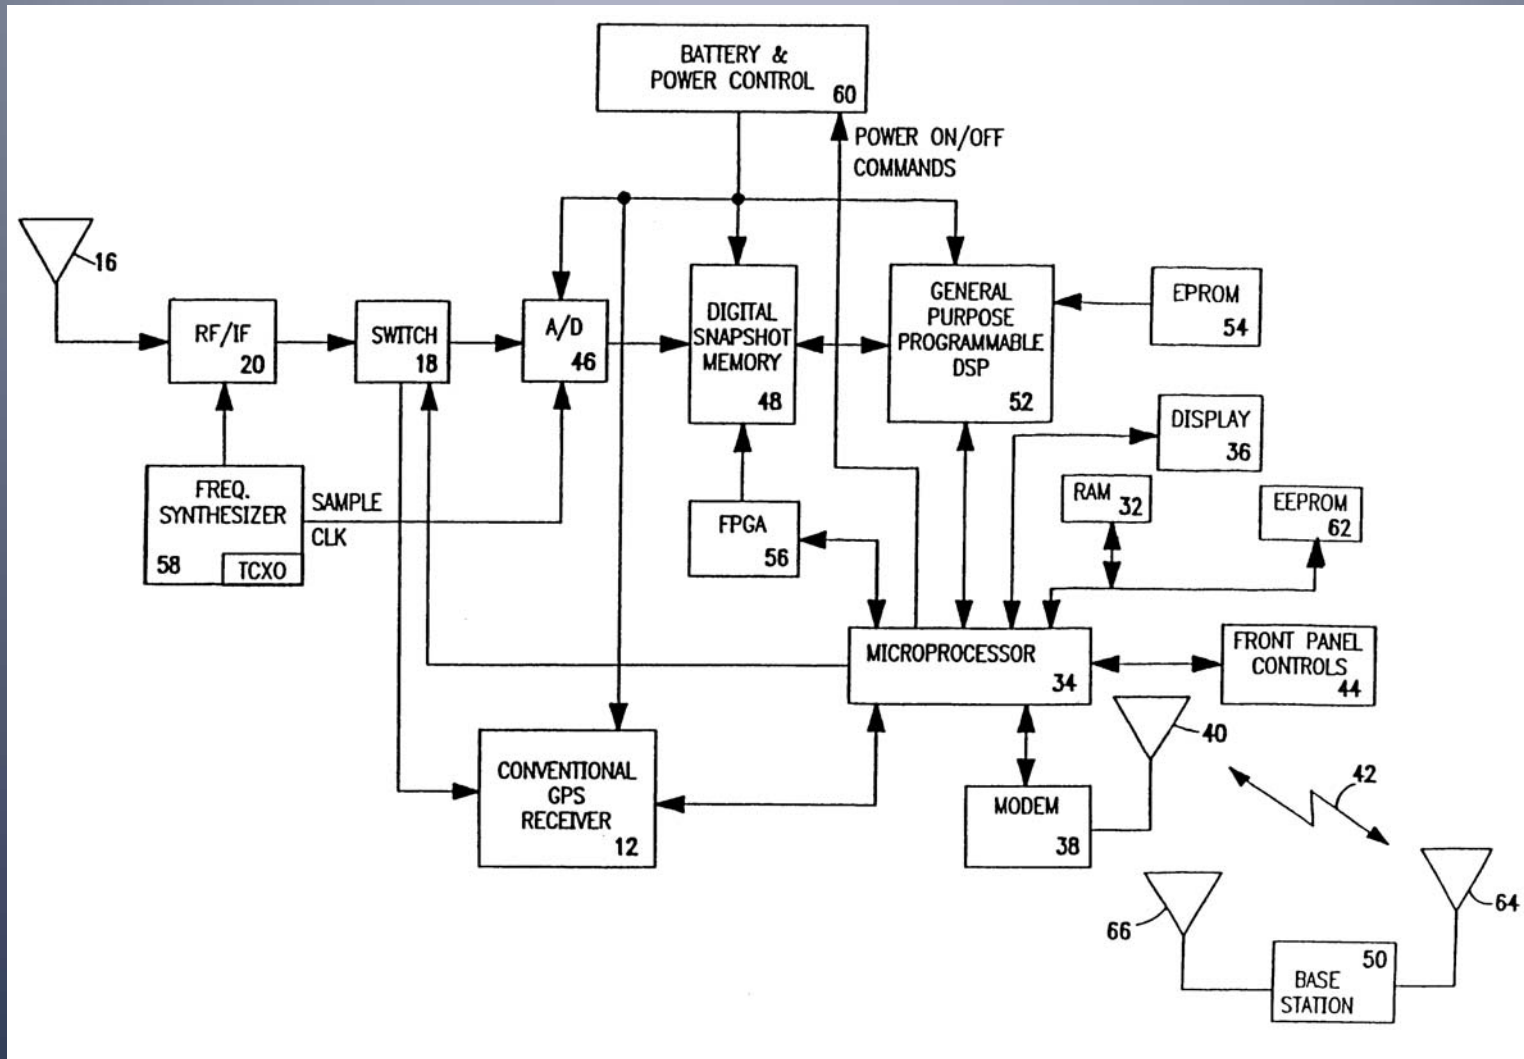 BATTERY &
POWER CONTROL
60
POWER ON/OFF
COMMANDS
16
RF/IF
20
SWITCH
18
A/D
46
DIGITAL
SNAPSHOT
MEMORY
48
GENERAL
PURPOSE
PROGRAMMABLE
DSP
52
EPROM
54
DISPLAY
36
FREQ.
SYNTHESIZER
58
TCXO
SAMPLE
CLK
FPGA
56
RAM
32
EEPROM
62
MICROPROCESSOR
34
FRONT PANEL
CONTROLS
44
CONVENTIONAL
GPS
RECEIVER
12
MODEM
38
40
42
64
66
50
BASE
STATION